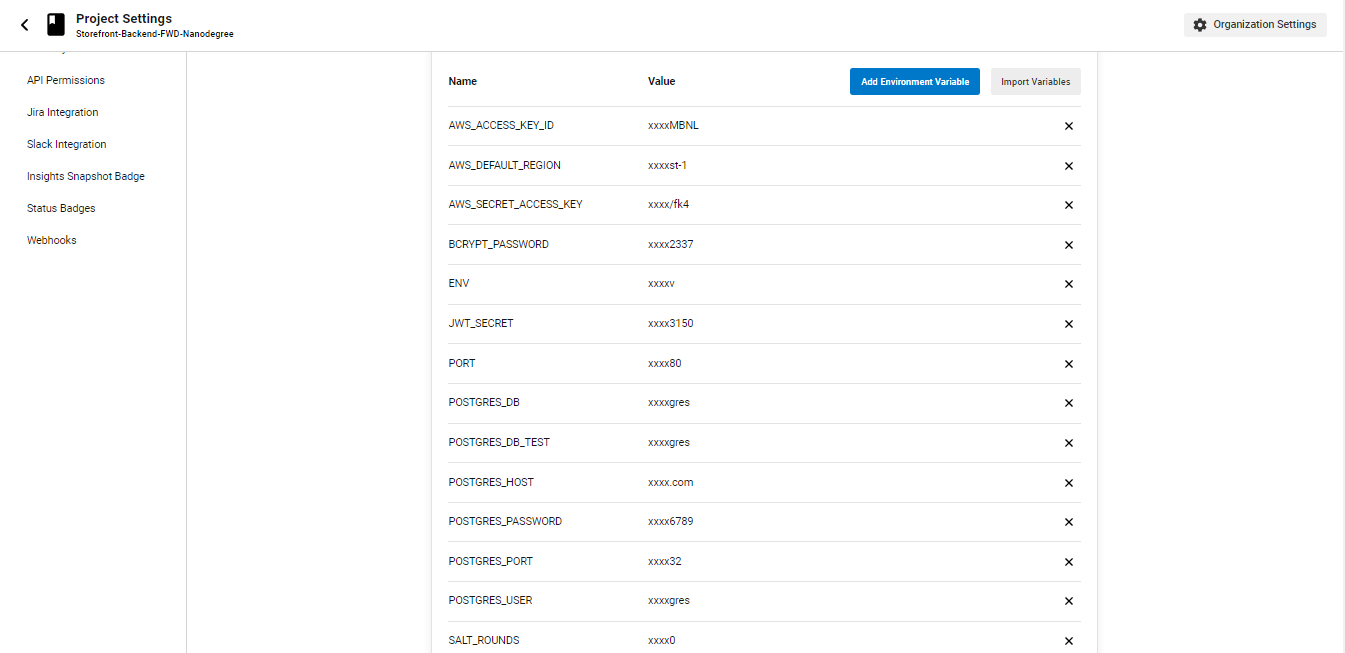 Project Settings
Storefront-Backend-FWD-Nanodegree
Organization Settings
API Permissions
Jira Integration
Slack Integration
Insights Snapshot Badge
Status Badges
Webhooks
Name Value Add Environment Variable Import Variables
AWS_ACCESS_KEY_ID xxxxMBNL
AWS_DEFAULT_REGION xxxxst-1
AWS_SECRET_ACCESS_KEY xxxx/fk4
BCRYPT_PASSWORD xxxx2337
ENV xxxxv
JWT_SECRET xxxx3150
PORT xxxx80
POSTGRES_DB xxxxgres
POSTGRES_DB_TEST xxxxgres
POSTGRES_HOST xxxx.com
POSTGRES_PASSWORD xxxx6789
POSTGRES_PORT xxxx32
POSTGRES_USER xxxxgres
SALT_ROUNDS xxxx0